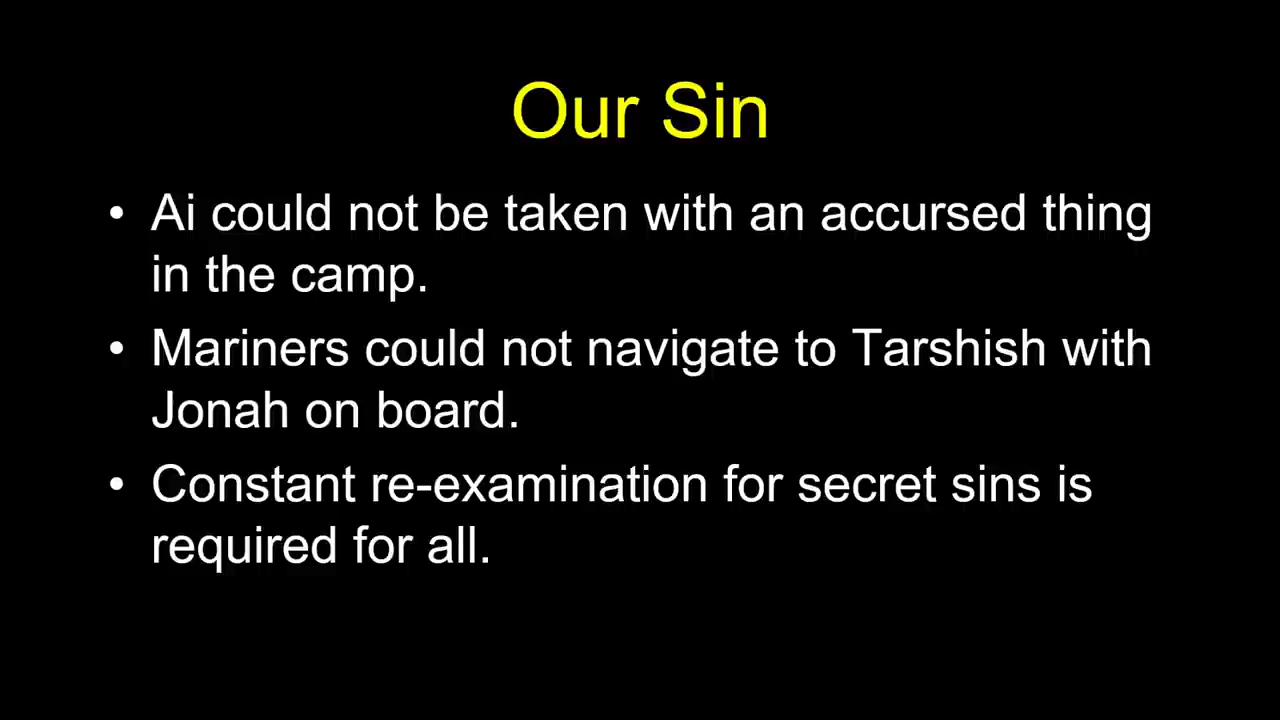 Our Sin
• Ai could not be taken with an accursed thing
in the camp.
• Mariners could not navigate to Tarshish with
Jonah on board.
• Constant re-examination for secret sins is
required for all.